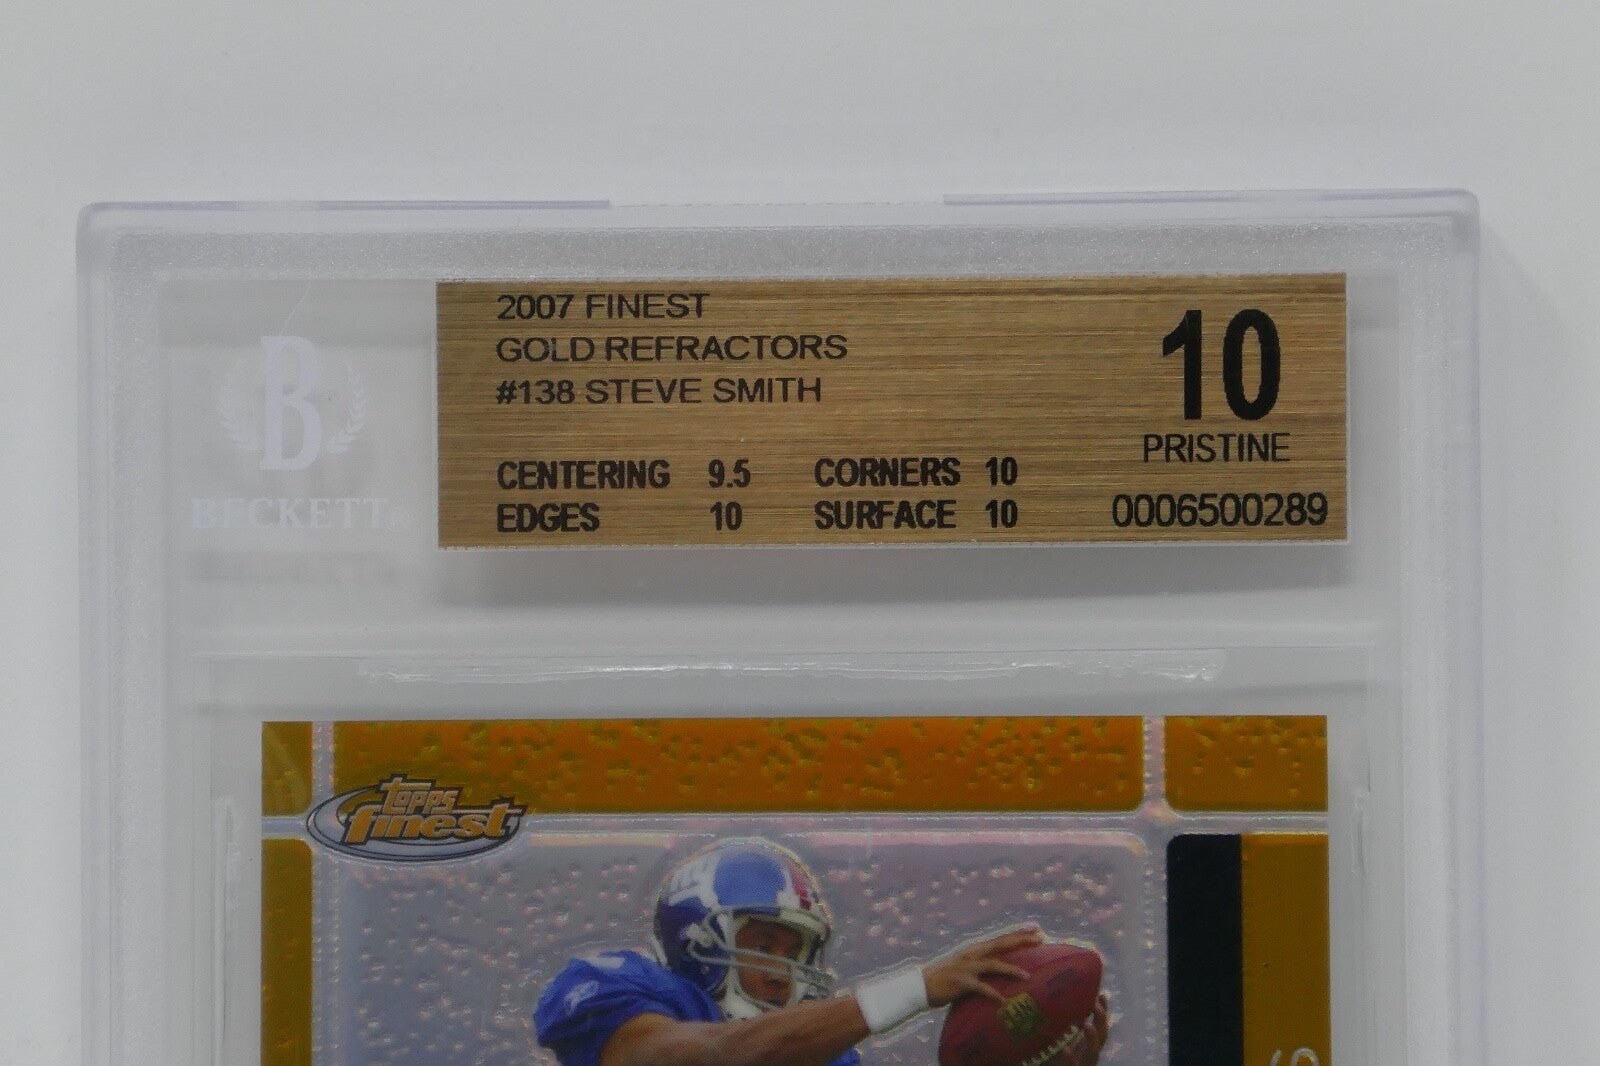 2007 FINEST
GOLD REFRACTORS
#138 STEVE SMITH
10
PRISTINE
CENTERING 9.5 CORNERS 10
EDGES 10 SURFACE 10
0006500289
B
BECKETT®
topps
finest
S